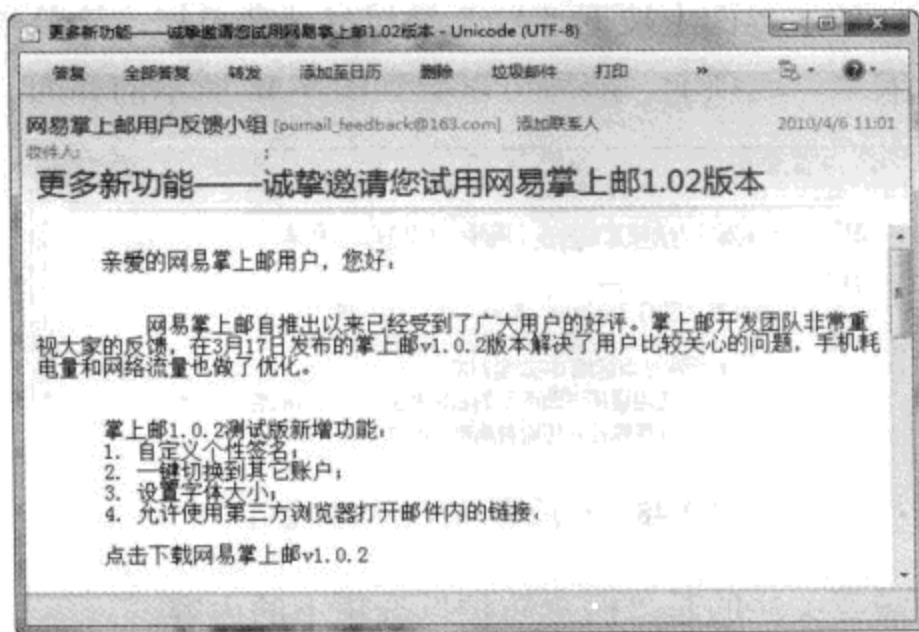 更多新功能——诚挚邀请您试用网易掌上邮1.02版本 - Unicode (UTF-8)
答复 全部答复 转发 添加至日历 删除 垃圾邮件 打印 »
网易掌上邮用户反馈小组 [pumail_feedback@163.com] 添加联系人 2010/4/6 11:01
收件人: ;
更多新功能——诚挚邀请您试用网易掌上邮1.02版本
亲爱的网易掌上邮用户，您好，
网易掌上邮自推出以来已经受到了广大用户的好评。掌上邮开发团队非常重
视大家的反馈，在3月17日发布的掌上邮v1.0.2版本解决了用户比较关心的问题，手机耗
电量和网络流量也做了优化。
掌上邮1.0.2测试版新增功能：
1. 自定义个性签名；
2. 一键切换到其它账户；
3. 设置字体大小；
4. 允许使用第三方浏览器打开邮件内的链接．
点击下载网易掌上邮v1.0.2